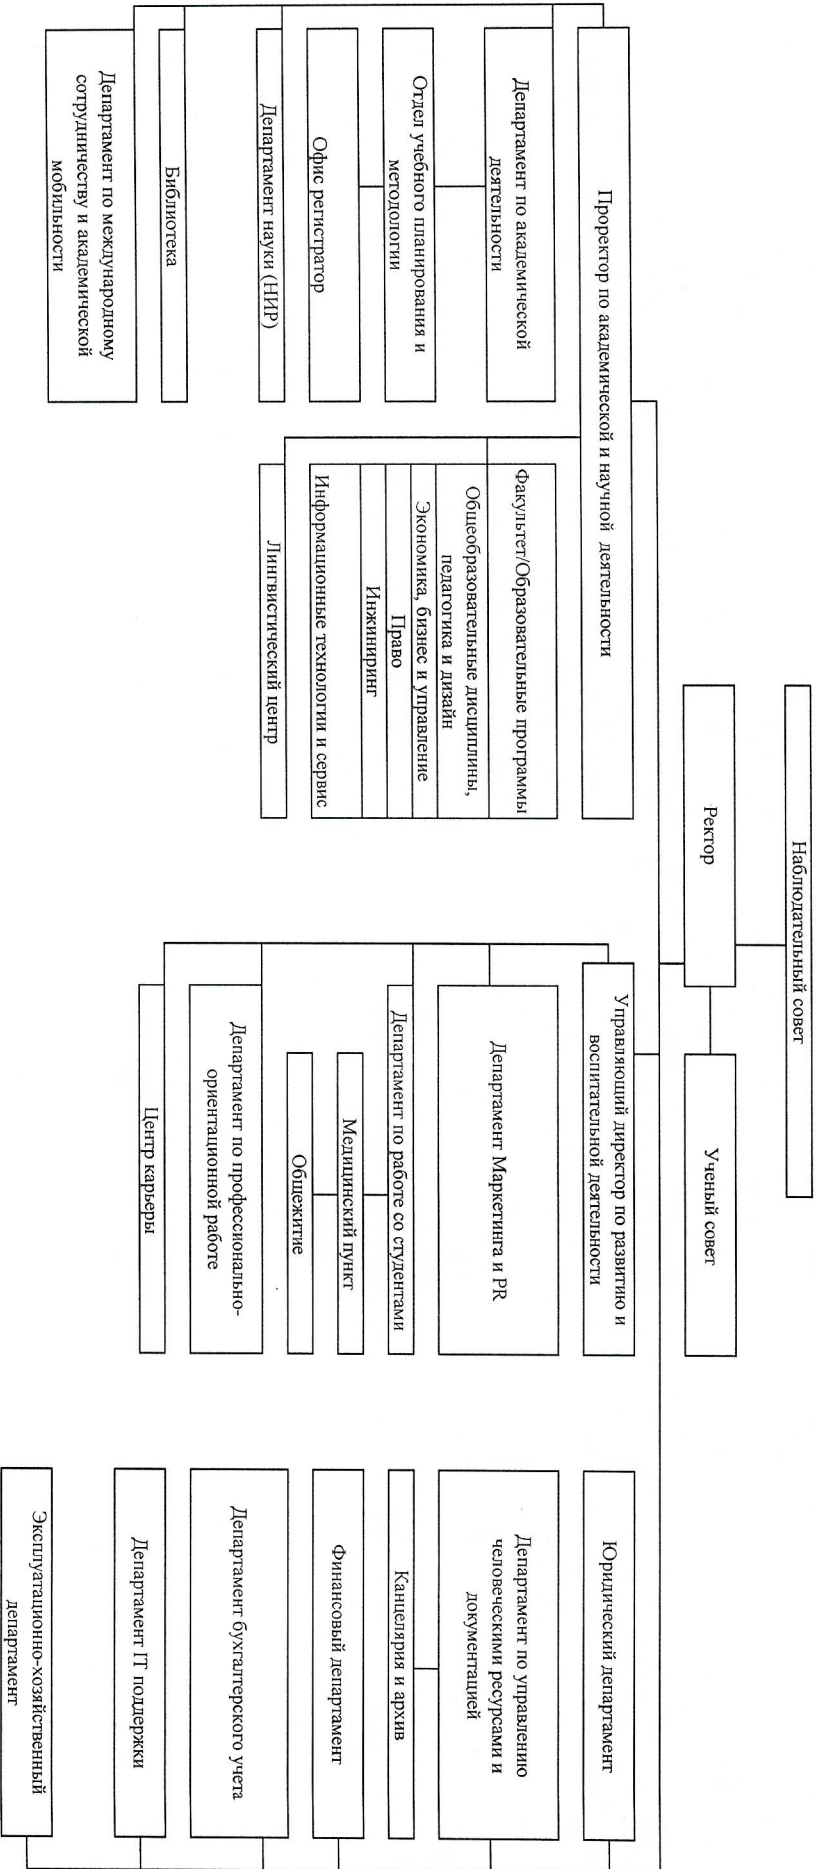 Наблюдательный совет
Ректор
Ученый совет
Проректор по академической и научной деятельности
Департамент по академической
деятельности
Отдел учебного планирования и
методологии
Офис регистратор
Департамент науки (НИР)
Библиотека
Департамент по международному
сотрудничеству и академической
мобильности
Факультет/Образовательные программы
Общеобразовательные дисциплины,
педагогика и дизайн
Экономика, бизнес и управление
Право
Инжиниринг
Информационные технологии и сервис
Лингвистический центр
Управляющий директор по развитию и
воспитательной деятельности
Департамент Маркетинга и PR
Департамент по работе со студентами
Медицинский пункт
Общежитие
Департамент по профессионально-
ориентационной работе
Центр карьеры
Юридический департамент
Департамент по управлению
человеческими ресурсами и
документацией
Канцелярия и архив
Финансовый департамент
Департамент бухгалтерского учета
Департамент IT поддержки
Эксплуатационно-хозяйственный
департамент